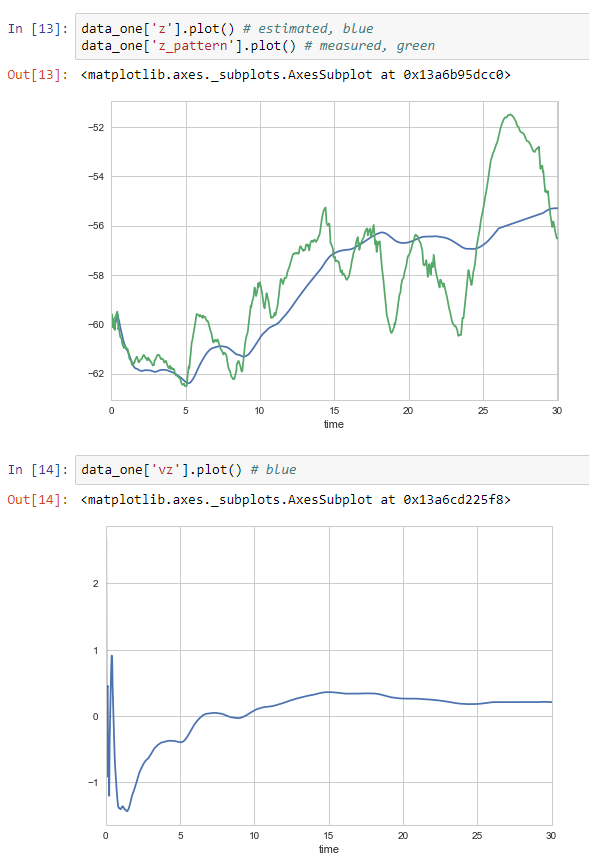 In [13]: data_one['z'].plot() # estimated, blue
data_one['z_pattern'].plot() # measured, green
Out[13]: <matplotlib.axes._subplots.AxesSubplot at 0x13a6b95dcc0>
−52
−54
−56
−58
−60
−62
0 5 10 15 20 25 30
time
In [14]: data_one['vz'].plot() # blue
Out[14]: <matplotlib.axes._subplots.AxesSubplot at 0x13a6cd225f8>
2
1
0
−1
0 5 10 15 20 25 30
time